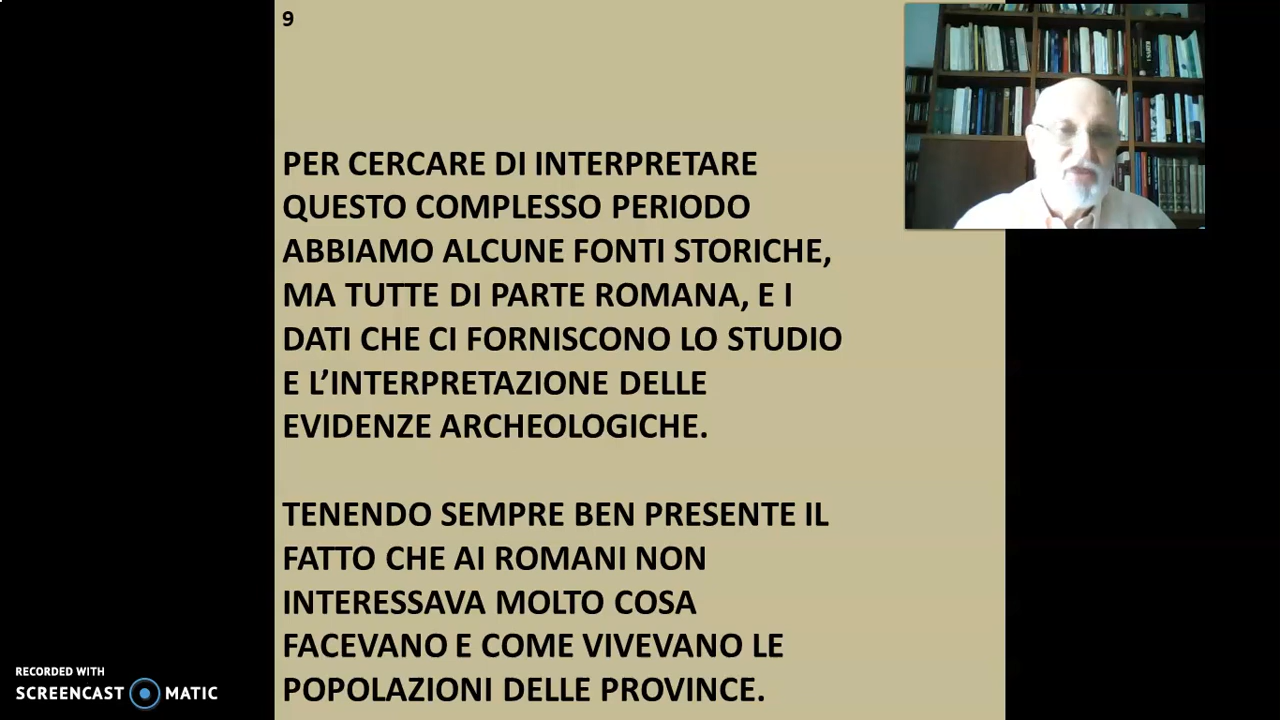 9
PER CERCARE DI INTERPRETARE
QUESTO COMPLESSO PERIODO
ABBIAMO ALCUNE FONTI STORICHE,
MA TUTTE DI PARTE ROMANA, E I
DATI CHE CI FORNISCONO LO STUDIO
E L’INTERPRETAZIONE DELLE
EVIDENZE ARCHEOLOGICHE.
TENENDO SEMPRE BEN PRESENTE IL
FATTO CHE AI ROMANI NON
INTERESSAVA MOLTO COSA
FACEVANO E COME VIVEVANO LE
POPOLAZIONI DELLE PROVINCE.
RECORDED WITH
SCREENCAST MATIC